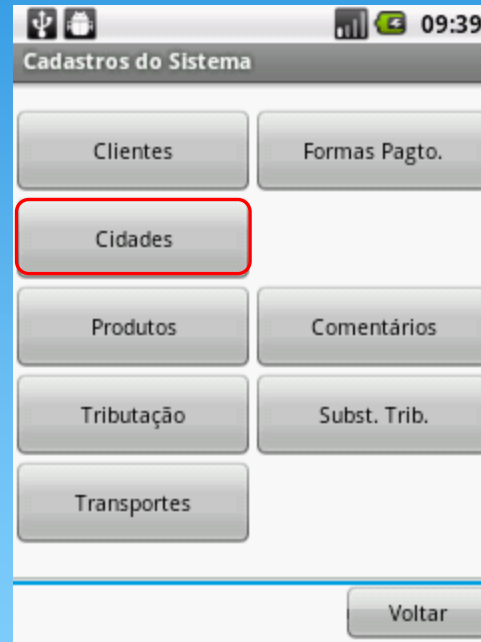 09:39
Cadastros do Sistema
Clientes
Formas Pagto.
Cidades
Produtos
Comentários
Tributação
Subst. Trib.
Transportes
Voltar